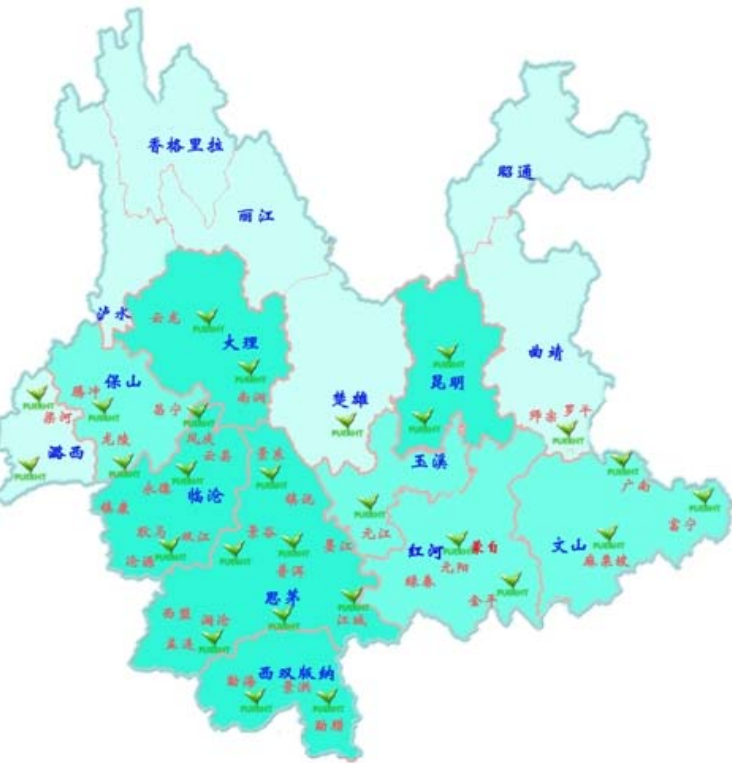 香格里拉
昭通
丽江
泸水
云龙
大理
曲靖
保山
昆明
腾冲
南涧
楚雄
昌宁
师宗 罗平
梁河
龙陵
凤庆
潞西
云县
景东
玉溪
永德
临沧
广南
镇康
镇沅
富宁
耿马
双江
景谷
元江
墨江
红河
蒙自
文山
沧源
普洱
元阳
麻栗坡
绿春
思茅
金平
西盟
澜沧
江城
孟连
西双版纳
勐海
景洪
勐腊